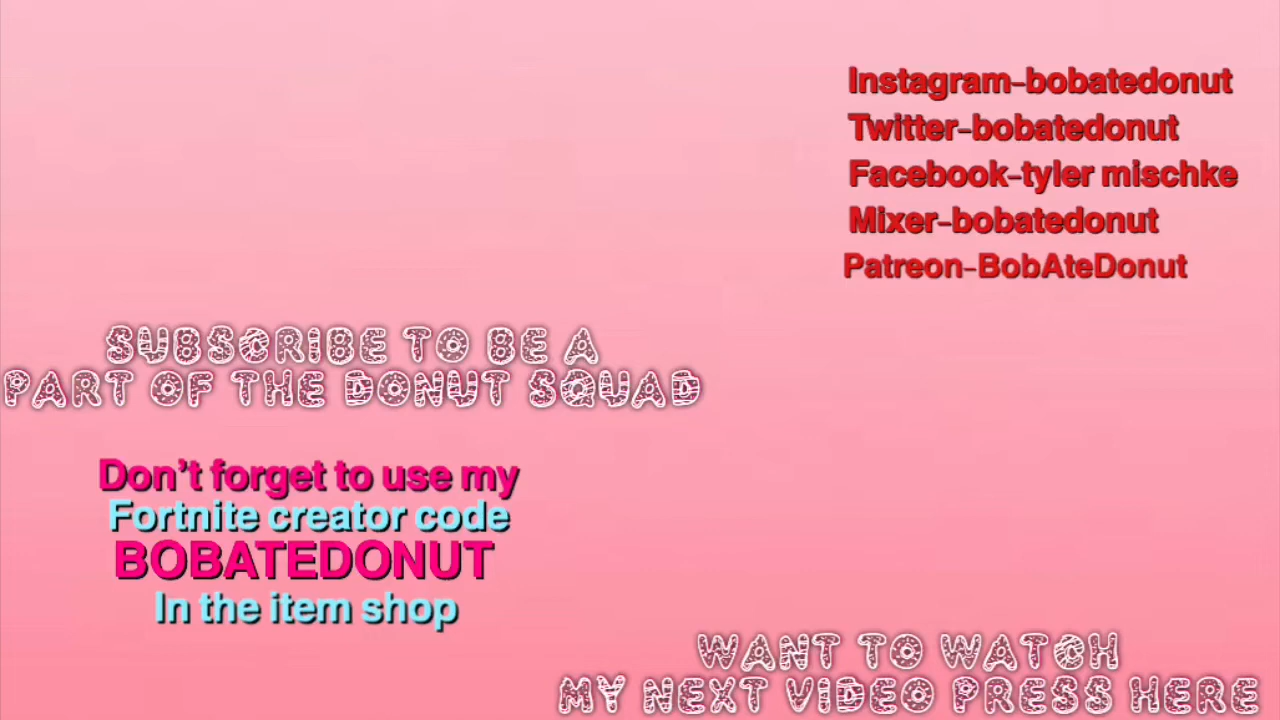 Instagram-bobatedonut
Twitter-bobatedonut
Facebook-tyler mischke
Mixer-bobatedonut
Patreon-BobAteDonut
SUBSCRIBE TO BE A
PART OF THE DONUT SQUAD
Don't forget to use my
Fortnite creator code
BOBATEDONUT
In the item shop
WANT TO WATCH
MY NEXT VIDEO PRESS HERE